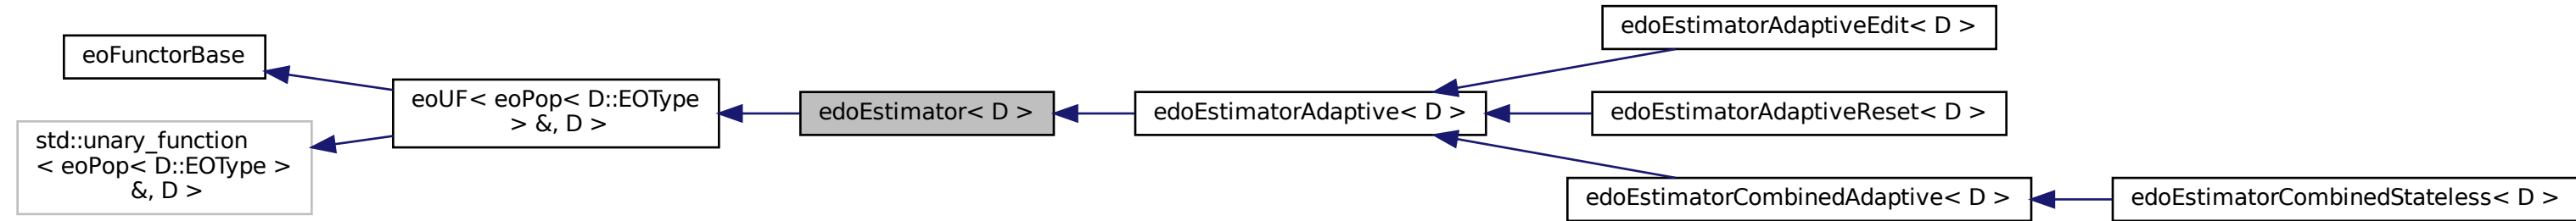 eoFunctorBase
std::unary_function
< eoPop< D::EOType >
&, D >
eoUF< eoPop< D::EOType
> &, D >
edoEstimator< D >
edoEstimatorAdaptive< D >
edoEstimatorAdaptiveEdit< D >
edoEstimatorAdaptiveReset< D >
edoEstimatorCombinedAdaptive< D >
edoEstimatorCombinedStateless< D >